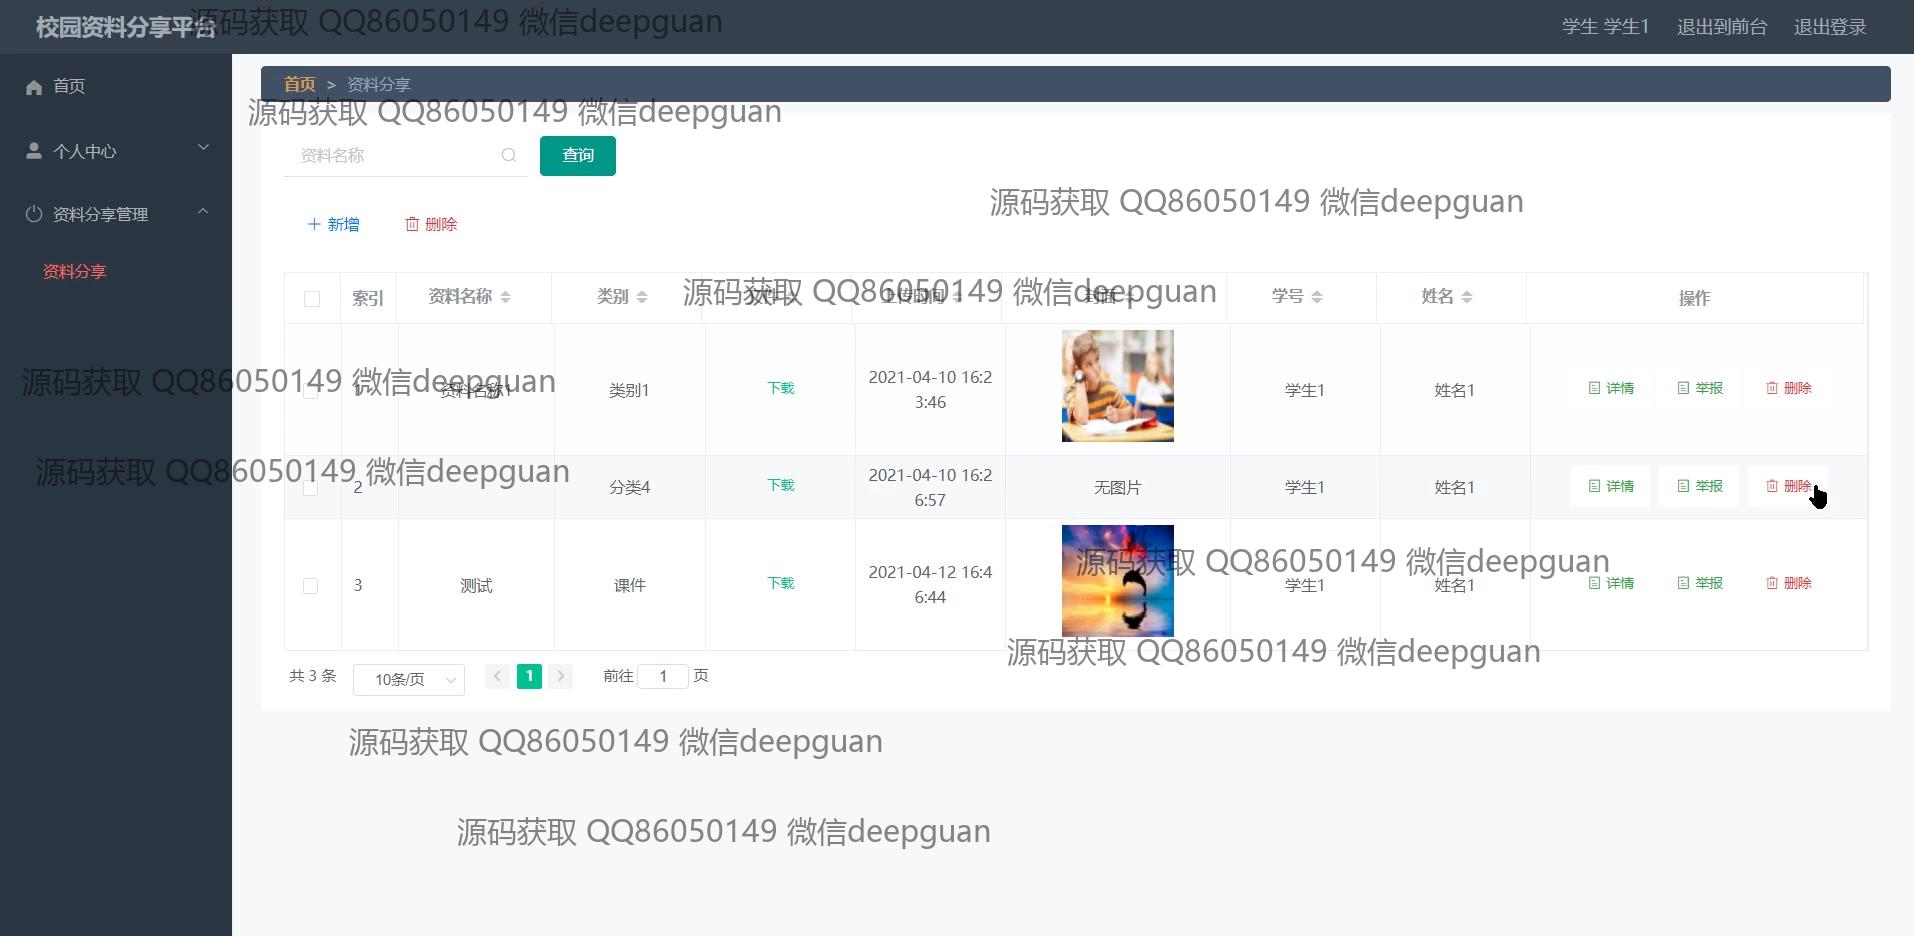 校园资料分享平台
源码获取 QQ86050149 微信deepguan
学生 学生1 退出到前台 退出登录
首页
个人中心
资料分享管理
资料分享
首页 > 资料分享
源码获取 QQ86050149 微信deepguan
资料名称 查询
源码获取 QQ86050149 微信deepguan
+ 新增 删除
源码获取 QQ86050149 微信deepguan
索引 资料名称 类别 上传时间 封面 学号 姓名 操作
源码获取 QQ86050149 微信deepguan
1 资料名称1 类别1 下载 2021-04-10 16:2
3:46 学生1 姓名1 详情 举报 删除
源码获取 QQ86050149 微信deepguan
2 分类4 下载 2021-04-10 16:2
6:57 无图片 学生1 姓名1 详情 举报 删除
源码获取 QQ86050149 微信deepguan
3 测试 课件 下载 2021-04-12 16:4
6:44 学生1 姓名1 详情 举报 删除
源码获取 QQ86050149 微信deepguan
共 3 条 10条/页 < 1 > 前往 1 页
源码获取 QQ86050149 微信deepguan
源码获取 QQ86050149 微信deepguan